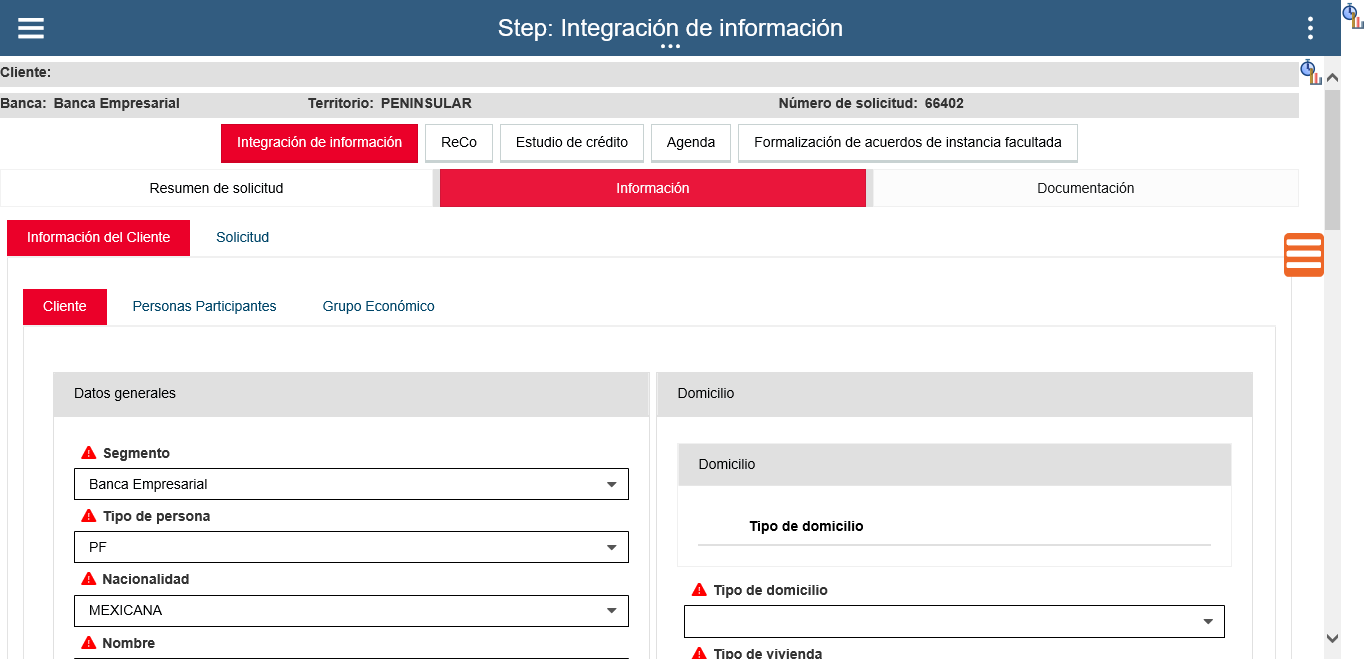 Step: Integración de información
Cliente:
Banca: Banca Empresarial Territorio: PENINSULAR Número de solicitud: 66402
Integración de información ReCo Estudio de crédito Agenda Formalización de acuerdos de instancia facultada
Resumen de solicitud Información Documentación
Información del Cliente Solicitud
Cliente Personas Participantes Grupo Económico
Datos generales
Segmento
Banca Empresarial
Tipo de persona
PF
Nacionalidad
MEXICANA
Nombre
Domicilio
Domicilio
Tipo de domicilio
Tipo de domicilio
Tipo de vivienda